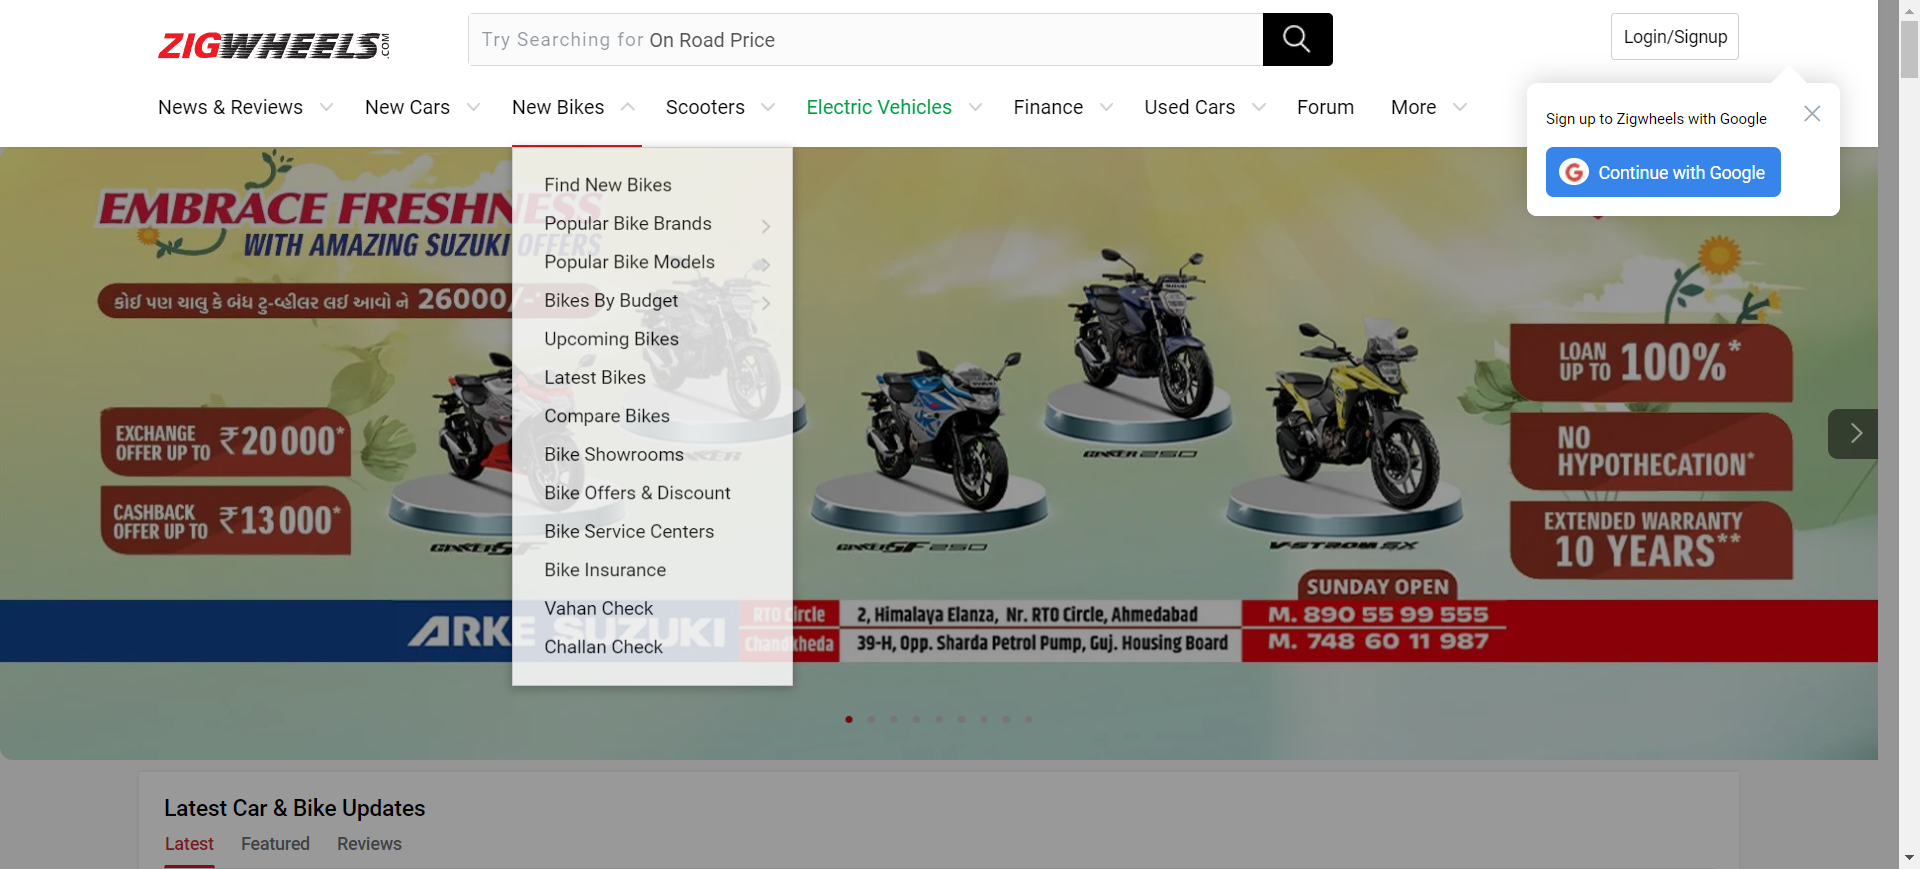 ZIGWHEELS.COM
Try Searching for On Road Price
Login/Signup
News & Reviews
New Cars
New Bikes
Scooters
Electric Vehicles
Finance
Used Cars
Forum
More
Sign up to Zigwheels with Google
Continue with Google
Find New Bikes
Popular Bike Brands
Popular Bike Models
Bikes By Budget
Upcoming Bikes
Latest Bikes
Compare Bikes
Bike Showrooms
Bike Offers & Discount
Bike Service Centers
Bike Insurance
Vahan Check
Challan Check
EMBRACE FRESHNESS
WITH AMAZING SUZUKI OFFERS
કોઈ પણ ચાલુ કે બંધ ટુ-વ્હીલર લઈ આવો ને 26000/-*
EXCHANGE
OFFER UP TO ₹20000*
CASHBACK
OFFER UP TO ₹13000*
GIXXER SF
GIXXER SF 250
GIXXER 250
V-STROM SX
LOAN
UP TO 100%*
NO
HYPOTHECATION*
EXTENDED WARRANTY
10 YEARS**
SUNDAY OPEN
ARKE SUZUKI
RTO Circle
2, Himalaya Elanza, Nr. RTO Circle, Ahmedabad
M. 890 55 99 555
Chandkheda
39-H, Opp. Sharda Petrol Pump, Guj. Housing Board
M. 748 60 11 987
Latest Car & Bike Updates
Latest
Featured
Reviews